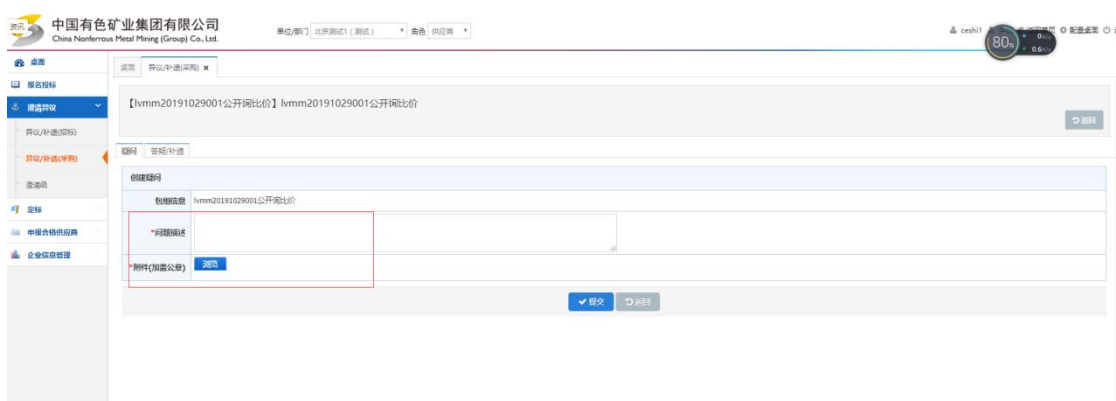 资讯
中国有色矿业集团有限公司
China Nonferrous Metal Mining (Group) Co., Ltd.
单位/部门 北京测试1（测试） 角色 供应商
ceshi1 配置桌面
80%
0K/s
0.6K/s
桌面
桌面 异议/补遗(采购) ×
报名投标
澄清异议
【lvmm20191029001公开询比价】lvmm20191029001公开询比价
返回
异议/补遗(招标)
异议/补遗(采购)
疑问 答疑/补遗
澄清函
创建疑问
定标
包组信息 lvmm20191029001公开询比价
申报合格供应商
*问题描述
企业信息管理
*附件(加盖公章) 浏览
提交 返回